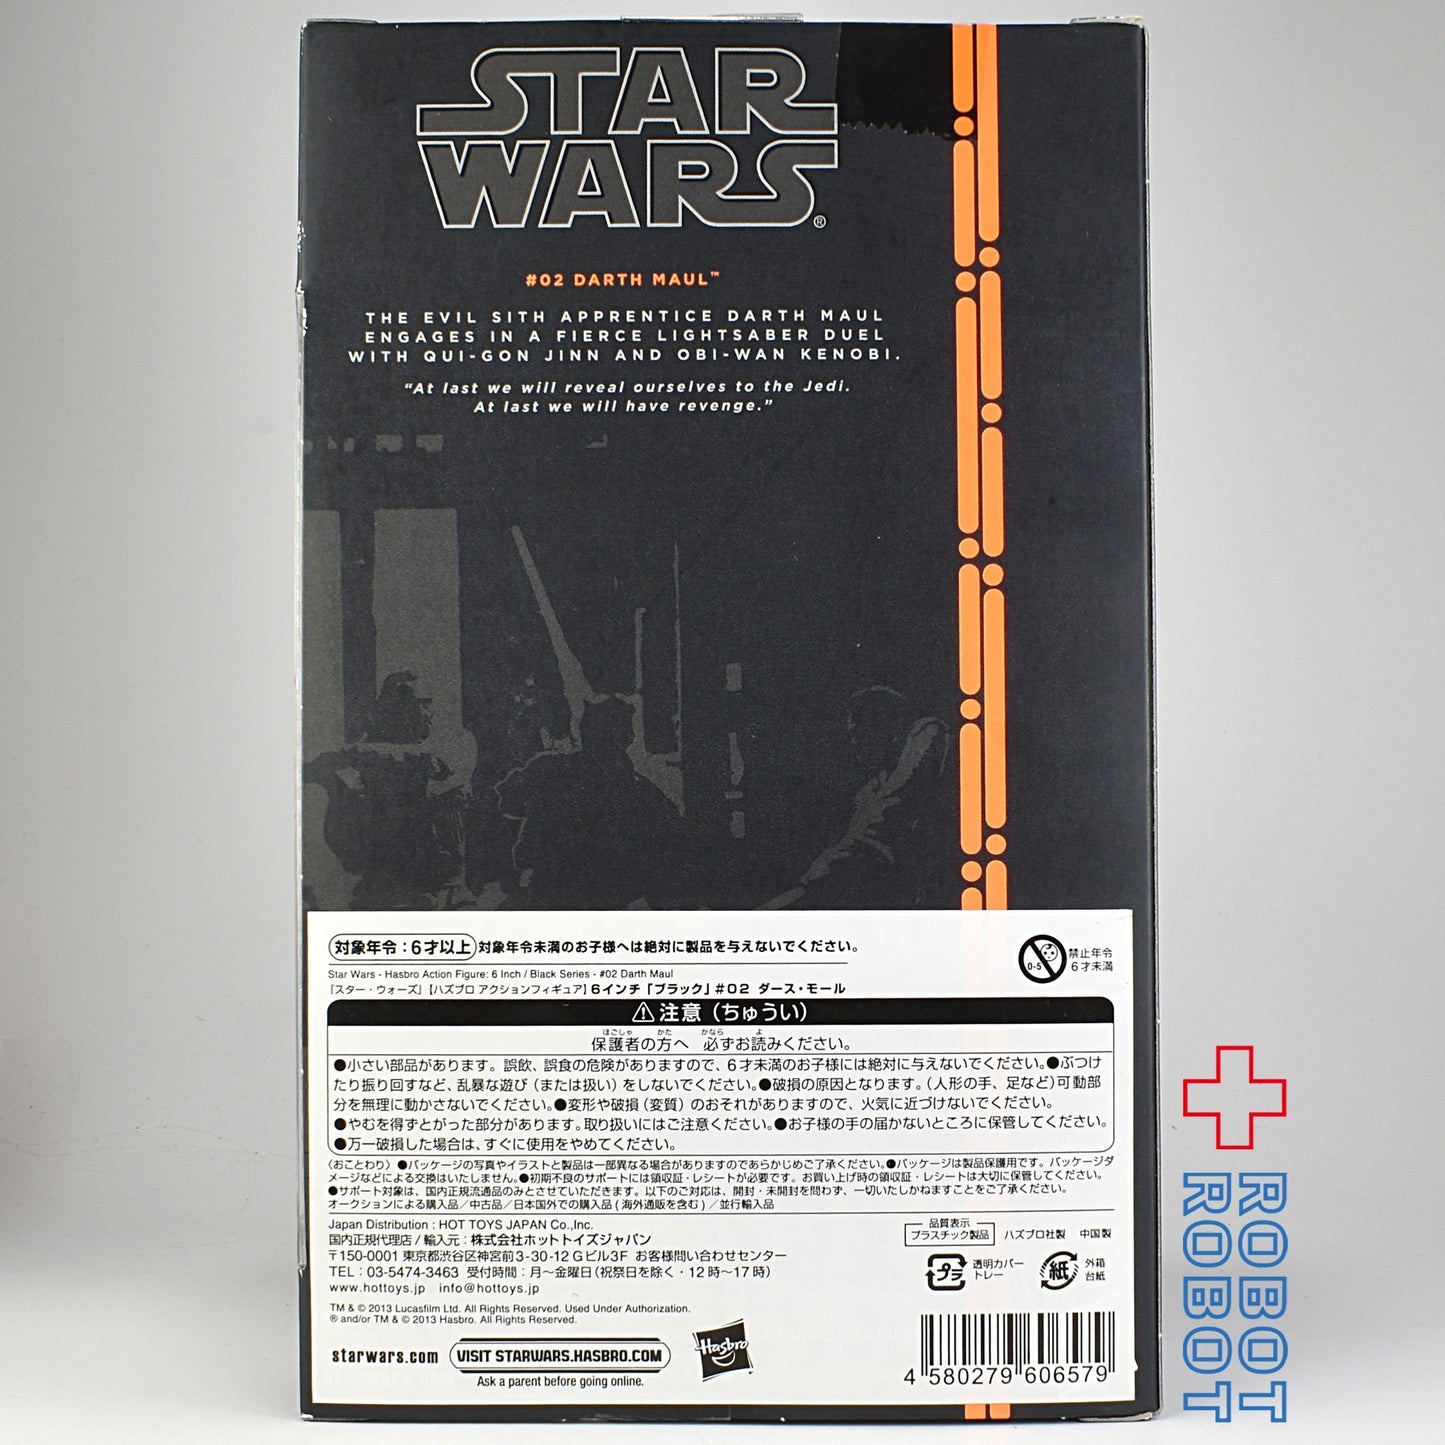 STAR
WARS®
#02 DARTH MAUL™
THE EVIL SITH APPRENTICE DARTH MAUL
ENGAGES IN A FIERCE LIGHTSABER DUEL
WITH QUI-GON JINN AND OBI-WAN KENOBI.
“At last we will reveal ourselves to the Jedi.
At last we will have revenge.”
対象年令：6才以上 対象年令未満のお子様へは絶対に製品を与えないでください。
0-5 禁止年令
6才未満
Star Wars - Hasbro Action Figure: 6 Inch / Black Series - #02 Darth Maul
「スター・ウォーズ」【ハズブロ アクションフィギュア】6インチ「ブラック」#02 ダース・モール
注意（ちゅうい）
ほごしゃ かた かなら よ
保護者の方へ 必ずお読みください。
●小さい部品があります。誤飲、誤食の危険がありますので、6才未満のお子様には絶対に与えないでください。●ぶつけ
たり振り回すなど、乱暴な遊び（または扱い）をしないでください。●破損の原因となります。（人形の手、足など）可動部
分を無理に動かさないでください。●変形や破損（変質）のおそれがありますので、火気に近づけないでください。
●やむを得ずとがった部分があります。取り扱いにはご注意ください。●お子様の手の届かないところに保管してください。
●万一破損した場合は、すぐに使用をやめてください。
〈おことわり〉●パッケージの写真やイラストと製品は一部異なる場合がありますのであらかじめご了承ください。●パッケージは製品保護用です。パッケージダ
メージなどによる交換はいたしません。●初期不良のサポートには領収証・レシートが必要です。お買い上げ時の領収証・レシートは大切に保管してください。
●サポート対象は、国内正規流通品のみとさせていただきます。以下のご対応は、開封・未開封を問わず、一切いたしかねますことをご了承ください。
オークションによる購入品／中古品／日本国外での購入品(海外通販を含む)／並行輸入品
Japan Distribution : HOT TOYS JAPAN Co.,Inc.
国内正規代理店 / 輸入元：株式会社ホットトイズジャパン
〒150-0001 東京都渋谷区神宮前3-30-12 Gビル3F お客様問い合わせセンター
TEL：03-5474-3463 受付時間：月〜金曜日（祝祭日を除く・12時〜17時）
www.hottoys.jp info@hottoys.jp
品質表示
プラスチック製品 ハズブロ社製 中国製
プラ 透明カバー
トレー
紙 外箱
台紙
TM & © 2013 Lucasfilm Ltd. All Rights Reserved. Used Under Authorization.
® and/or TM & © 2013 Hasbro. All Rights Reserved.
starwars.com VISIT STARWARS.HASBRO.COM
Ask a parent before going online.
Hasbro
4 580279 606579
ROBOT
ROBOT